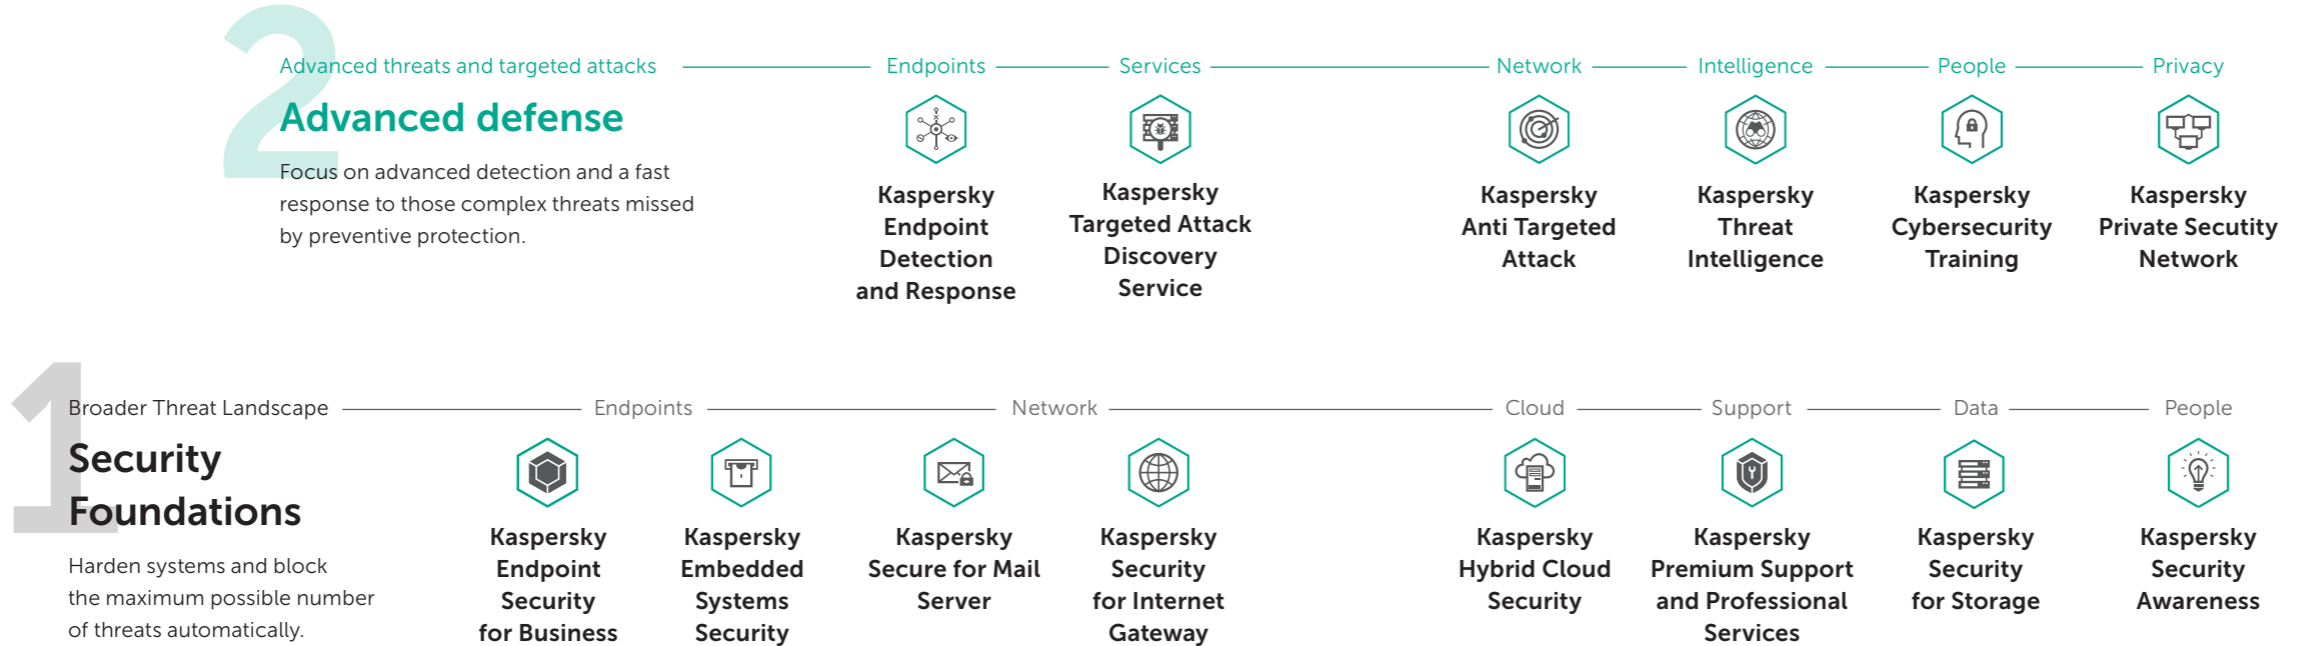 2
Advanced threats and targeted attacks
Advanced defense
Focus on advanced detection and a fast
response to those complex threats missed
by preventive protection.
Endpoints
Kaspersky
Endpoint
Detection
and Response
Services
Kaspersky
Targeted Attack
Discovery
Service
Network
Kaspersky
Anti Targeted
Attack
Intelligence
Kaspersky
Threat
Intelligence
People
Kaspersky
Cybersecurity
Training
Privacy
Kaspersky
Private Secutity
Network
1
Broader Threat Landscape
Security
Foundations
Harden systems and block
the maximum possible number
of threats automatically.
Endpoints
Kaspersky
Endpoint
Security
for Business
Kaspersky
Embedded
Systems
Security
Network
Kaspersky
Secure for Mail
Server
Kaspersky
Security
for Internet
Gateway
Cloud
Kaspersky
Hybrid Cloud
Security
Support
Kaspersky
Premium Support
and Professional
Services
Data
Kaspersky
Security
for Storage
People
Kaspersky
Security
Awareness